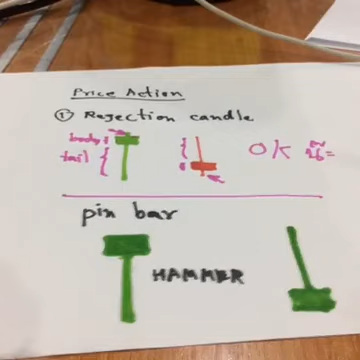 Price Action
① Rejection candle
body
tail
OK
pin bar
HAMMER